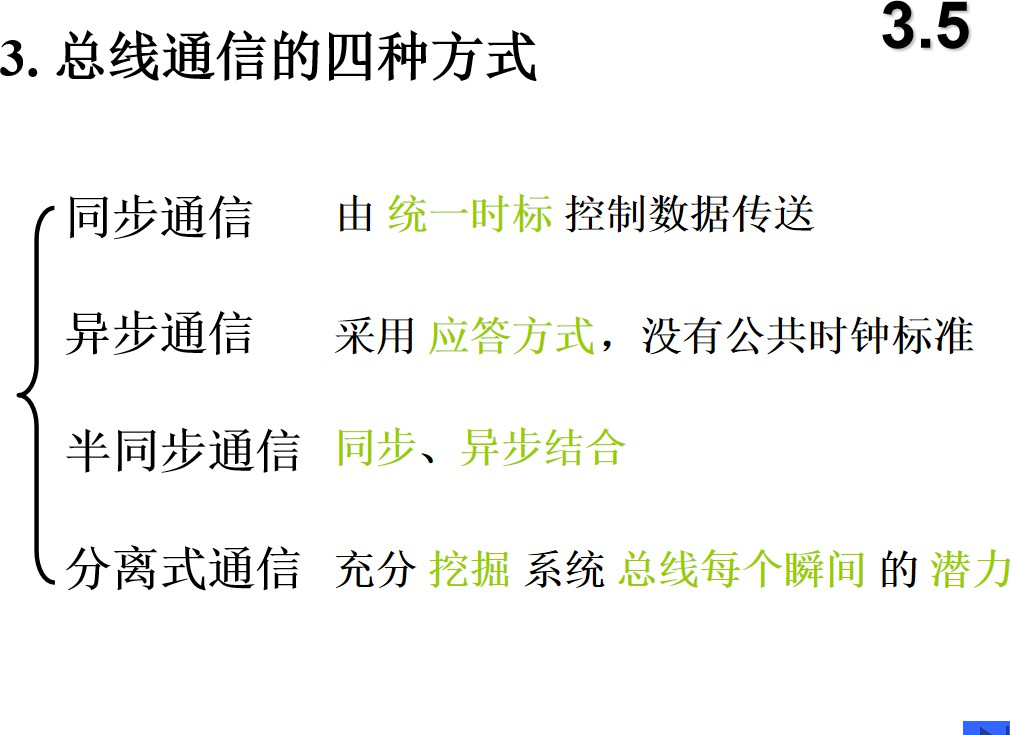 3.5
3. 总线通信的四种方式
同步通信 由 统一时标 控制数据传送
异步通信 采用 应答方式，没有公共时钟标准
半同步通信 同步、异步结合
分离式通信 充分 挖掘 系统 总线每个瞬间 的 潜力